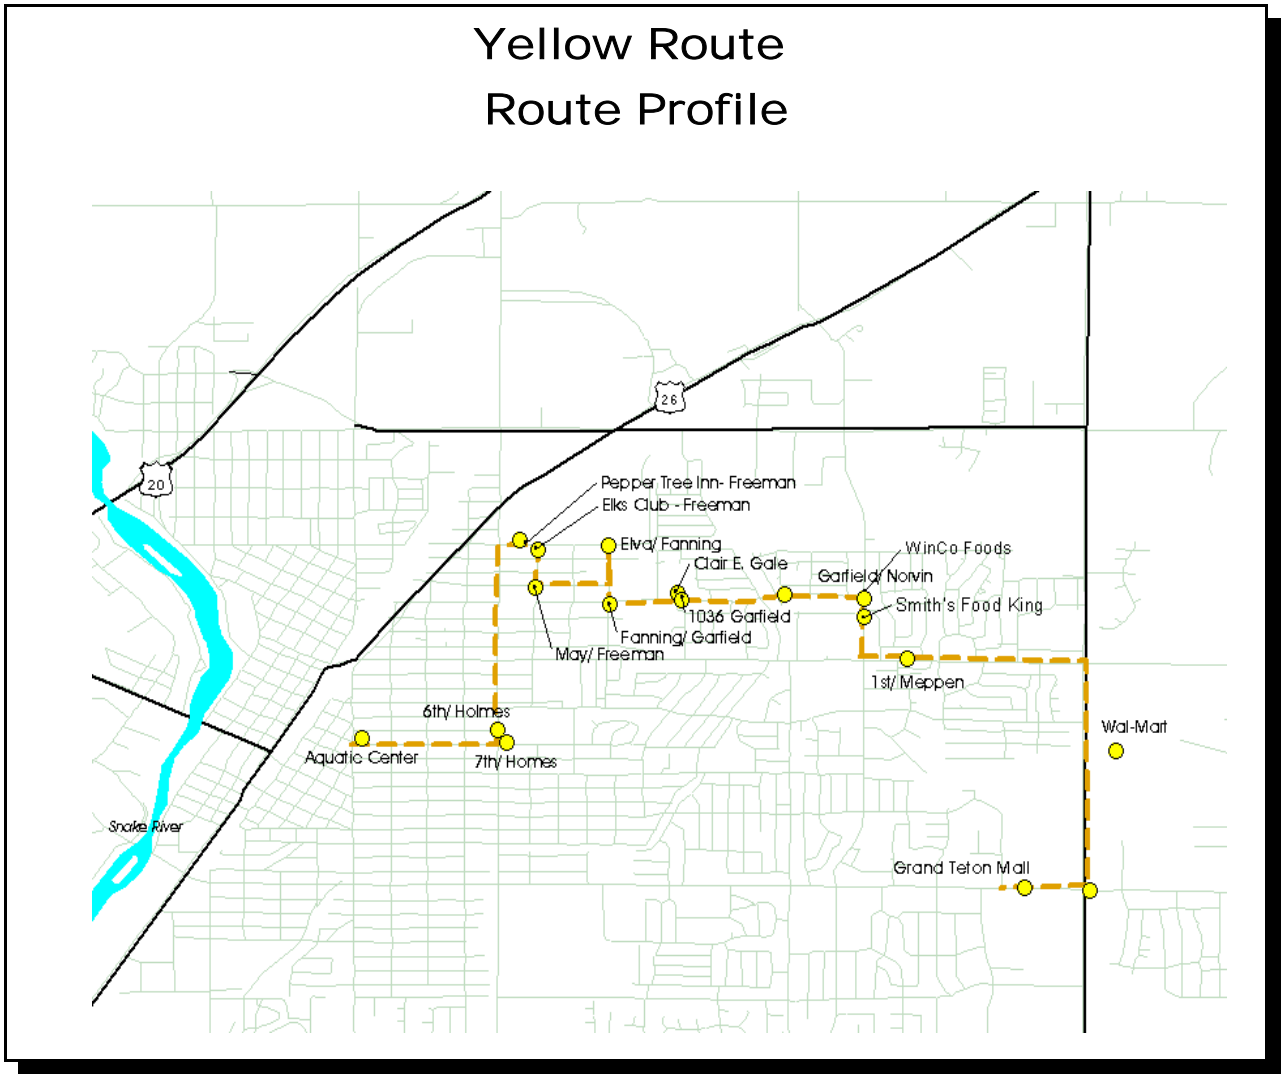 Yellow Route
Route Profile
26
20
Pepper Tree Inn- Freeman
Elks Club - Freeman
Elva/ Fanning
WinCo Foods
Clair E. Gale
Garfield/ Norvin
Smith's Food King
1036 Garfield
Fanning/ Garfield
May/ Freeman
1st/ Meppen
6th/ Holmes
Wal-Mart
Aquatic Center
7th/ Homes
Snake River
Grand Teton Mall